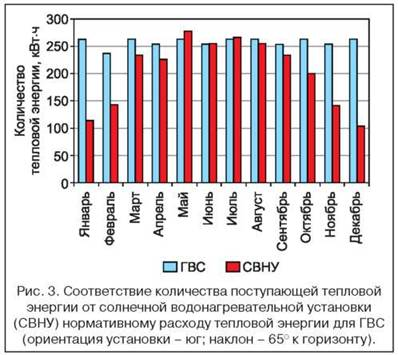 Количество
тепловой энергии, кВт·ч
300
250
200
150
100
50
0
Январь
Февраль
Март
Апрель
Май
Июнь
Июль
Август
Сентябрь
Октябрь
Ноябрь
Декабрь
ГВС СВНУ
Рис. 3. Соответствие количества поступающей тепловой
энергии от солнечной водонагревательной установки
(СВНУ) нормативному расходу тепловой энергии для ГВС
(ориентация установки – юг; наклон – 65° к горизонту).